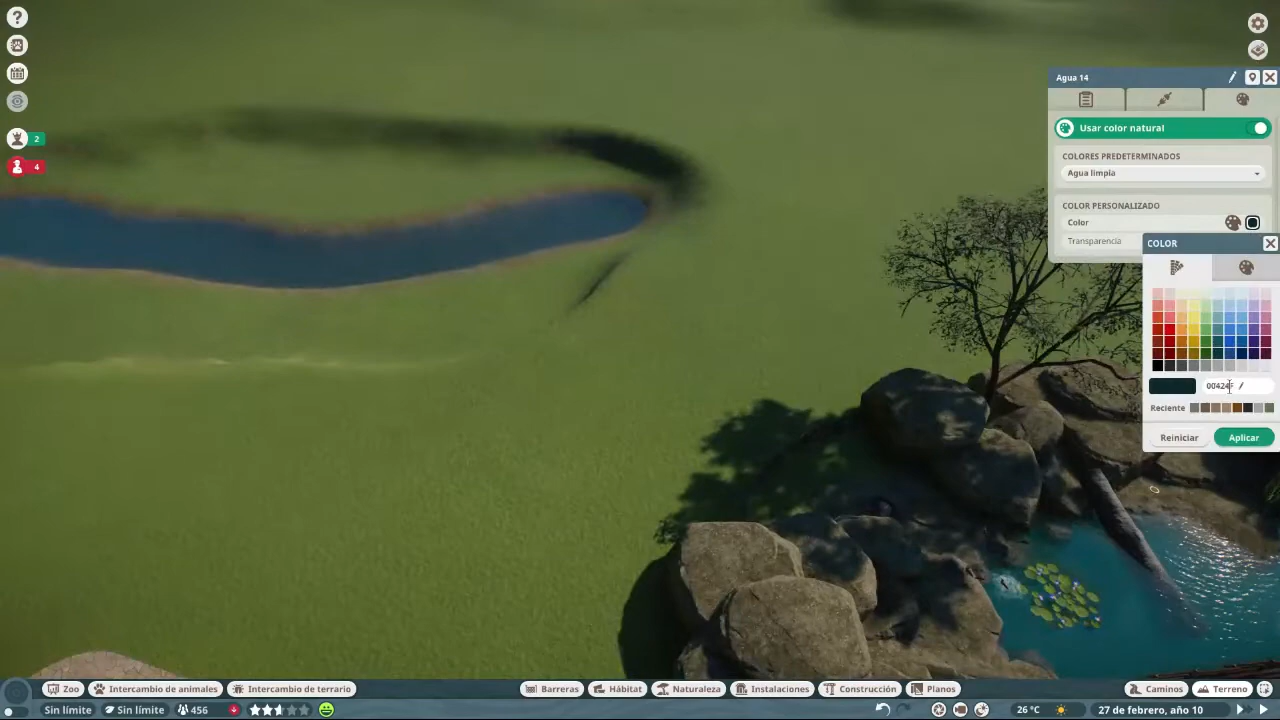 ?
2
4
Agua 14
Usar color natural
COLORES PREDETERMINADOS
Agua limpia
COLOR PERSONALIZADO
Color
Transparencia
COLOR
00424F /
Reciente
Reiniciar
Aplicar
Zoo
Intercambio de animales
Intercambio de terrario
Barreras
Hábitat
Naturaleza
Instalaciones
Construcción
Planos
Caminos
Terreno
Sin límite
Sin límite
456
26 °C
27 de febrero, año 10